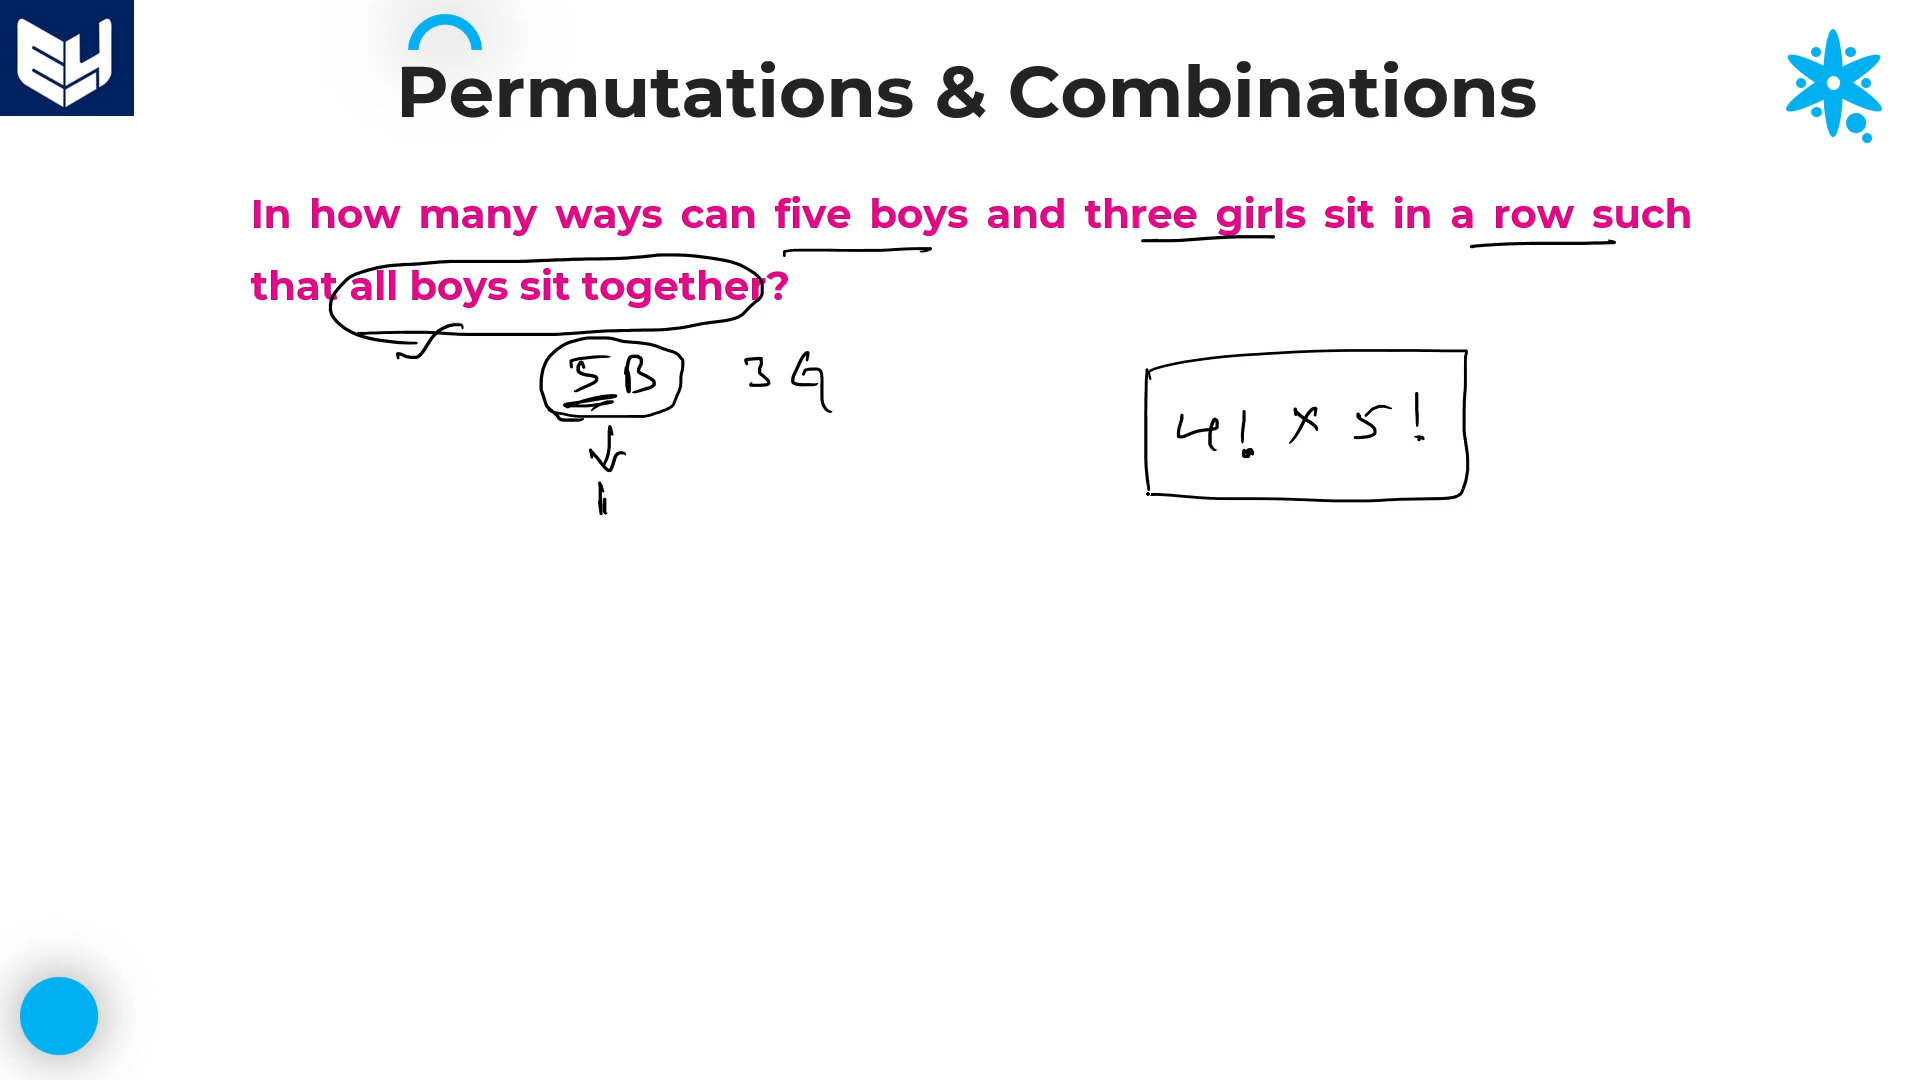 Permutations & Combinations
In how many ways can five boys and three girls sit in a row such
that all boys sit together?
5B 3G
4! × 5!
1